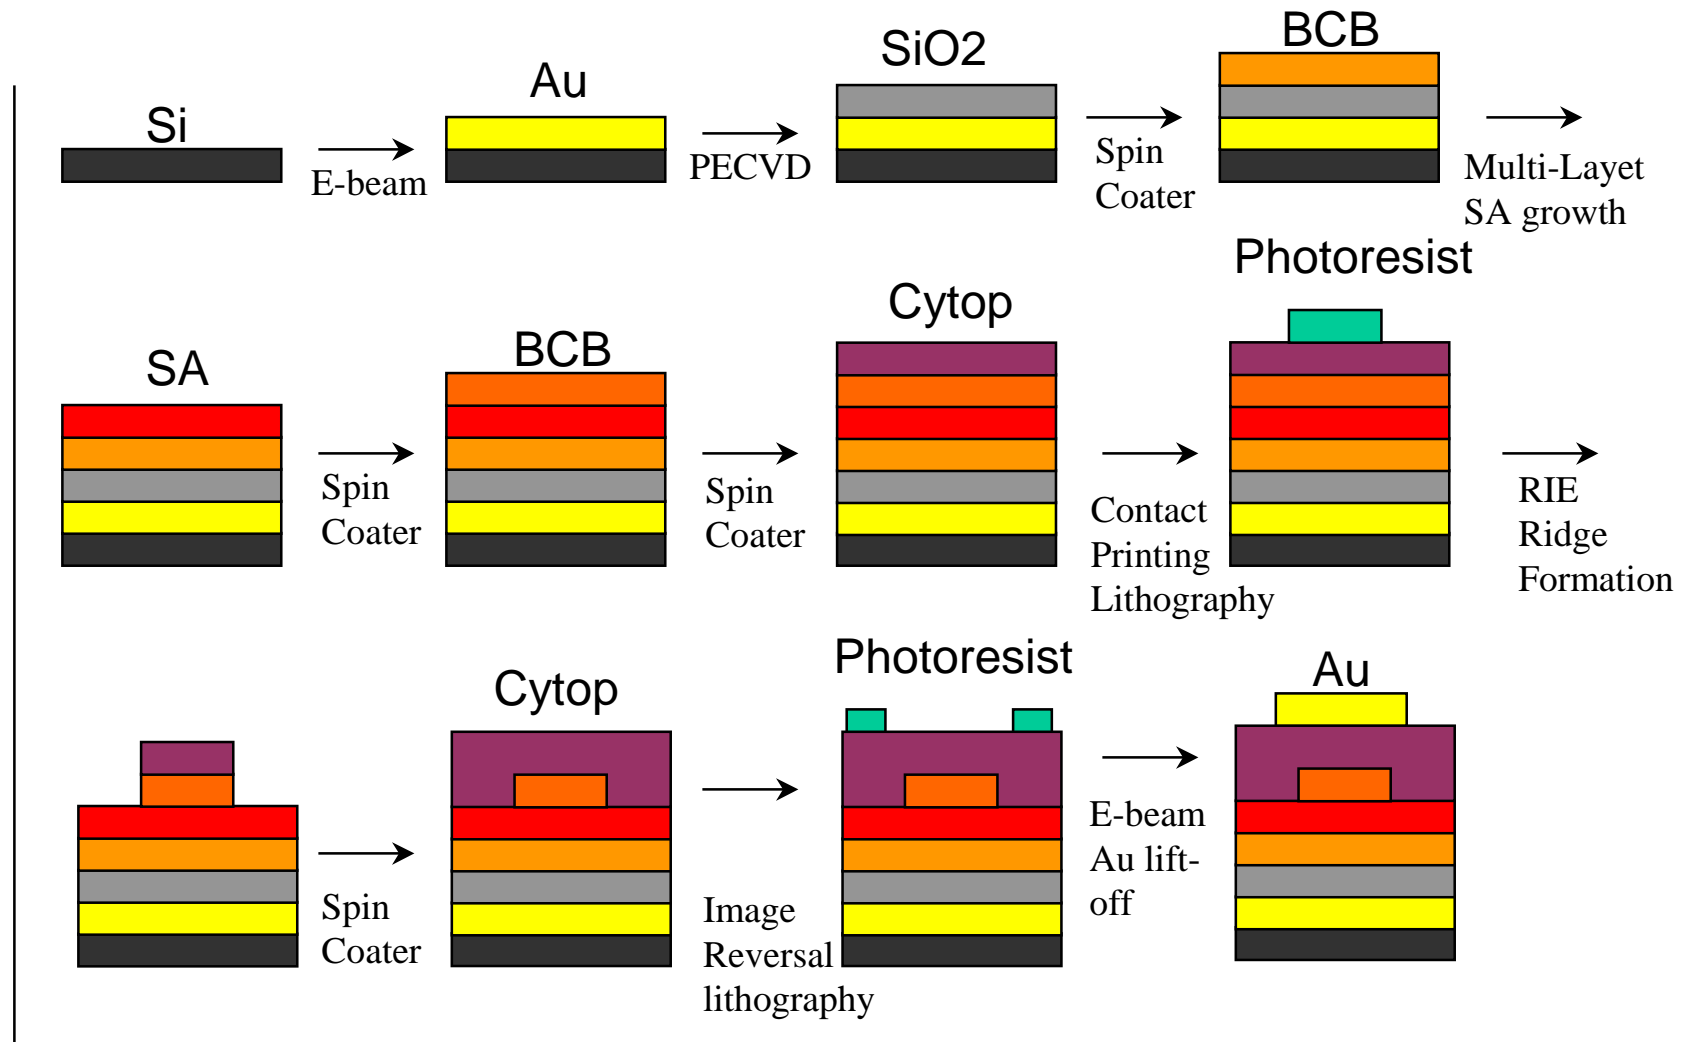 Si
E-beam
Au
PECVD
SiO2
Spin
Coater
BCB
Multi-Layet
SA growth
SA
Spin
Coater
BCB
Spin
Coater
Cytop
Contact
Printing
Lithography
Photoresist
RIE
Ridge
Formation
Spin
Coater
Cytop
Image
Reversal
lithography
Photoresist
E-beam
Au lift-
off
Au